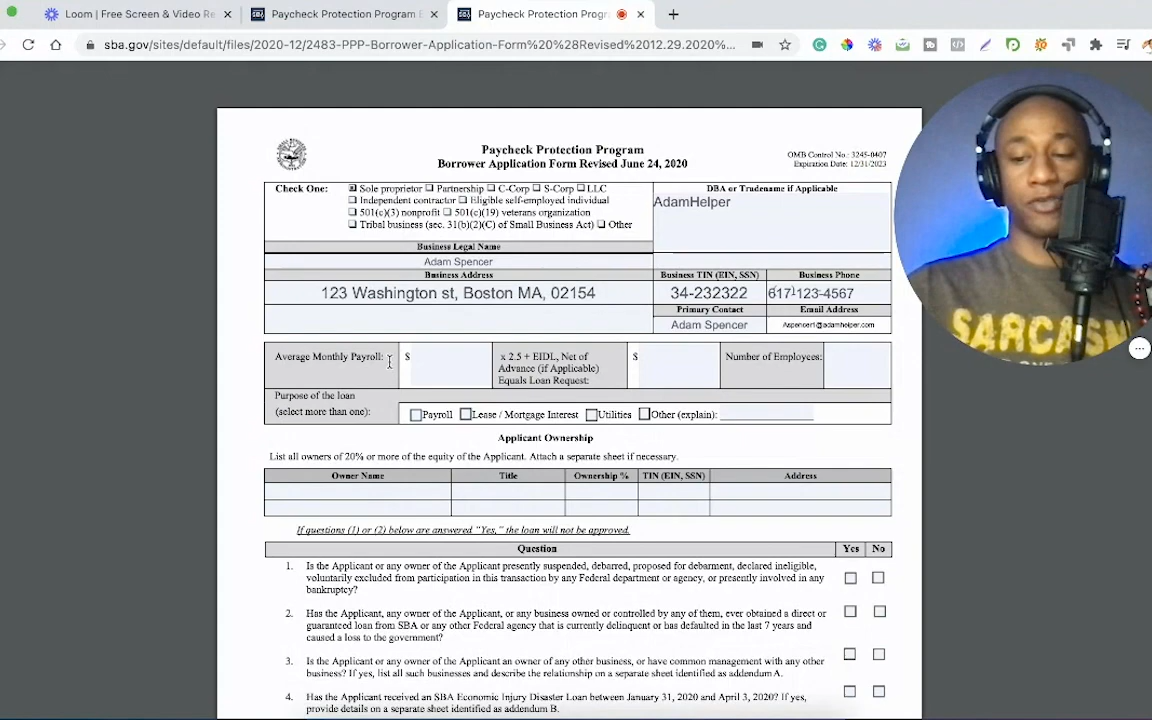 Loom | Free Screen & Video Re
Paycheck Protection Program E
Paycheck Protection Progr
sba.gov/sites/default/files/2020-12/2483-PPP-Borrower-Application-Form%20%28Revised%2012.29.2020%...
Paycheck Protection Program
Borrower Application Form Revised June 24, 2020
OMB Control No.: 3245-0407
Expiration Date: 12/31/2023
Check One:
Sole proprietor Partnership C-Corp S-Corp LLC
Independent contractor Eligible self-employed individual
501(c)(3) nonprofit 501(c)(19) veterans organization
Tribal business (sec. 31(b)(2)(C) of Small Business Act) Other
DBA or Tradename if Applicable
AdamHelper
Business Legal Name
Adam Spencer
Business Address
Business TIN (EIN, SSN)
Business Phone
123 Washington st, Boston MA, 02154
34-232322
617-123-4567
Primary Contact
Email Address
Adam Spencer
Aspencer1@adamhelper.com
Average Monthly Payroll:
$
x 2.5 + EIDL, Net of
Advance (if Applicable)
Equals Loan Request:
$
Number of Employees:
Purpose of the loan
(select more than one):
Payroll Lease / Mortgage Interest Utilities Other (explain):
Applicant Ownership
List all owners of 20% or more of the equity of the Applicant. Attach a separate sheet if necessary.
Owner Name Title Ownership % TIN (EIN, SSN) Address
If questions (1) or (2) below are answered "Yes," the loan will not be approved.
Question Yes No
1. Is the Applicant or any owner of the Applicant presently suspended, debarred, proposed for debarment, declared ineligible,
voluntarily excluded from participation in this transaction by any Federal department or agency, or presently involved in any
bankruptcy?
2. Has the Applicant, any owner of the Applicant, or any business owned or controlled by any of them, ever obtained a direct or
guaranteed loan from SBA or any other Federal agency that is currently delinquent or has defaulted in the last 7 years and
caused a loss to the government?
3. Is the Applicant or any owner of the Applicant an owner of any other business, or have common management with any other
business? If yes, list all such businesses and describe the relationship on a separate sheet identified as addendum A.
4. Has the Applicant received an SBA Economic Injury Disaster Loan between January 31, 2020 and April 3, 2020? If yes,
provide details on a separate sheet identified as addendum B.
SARCASM